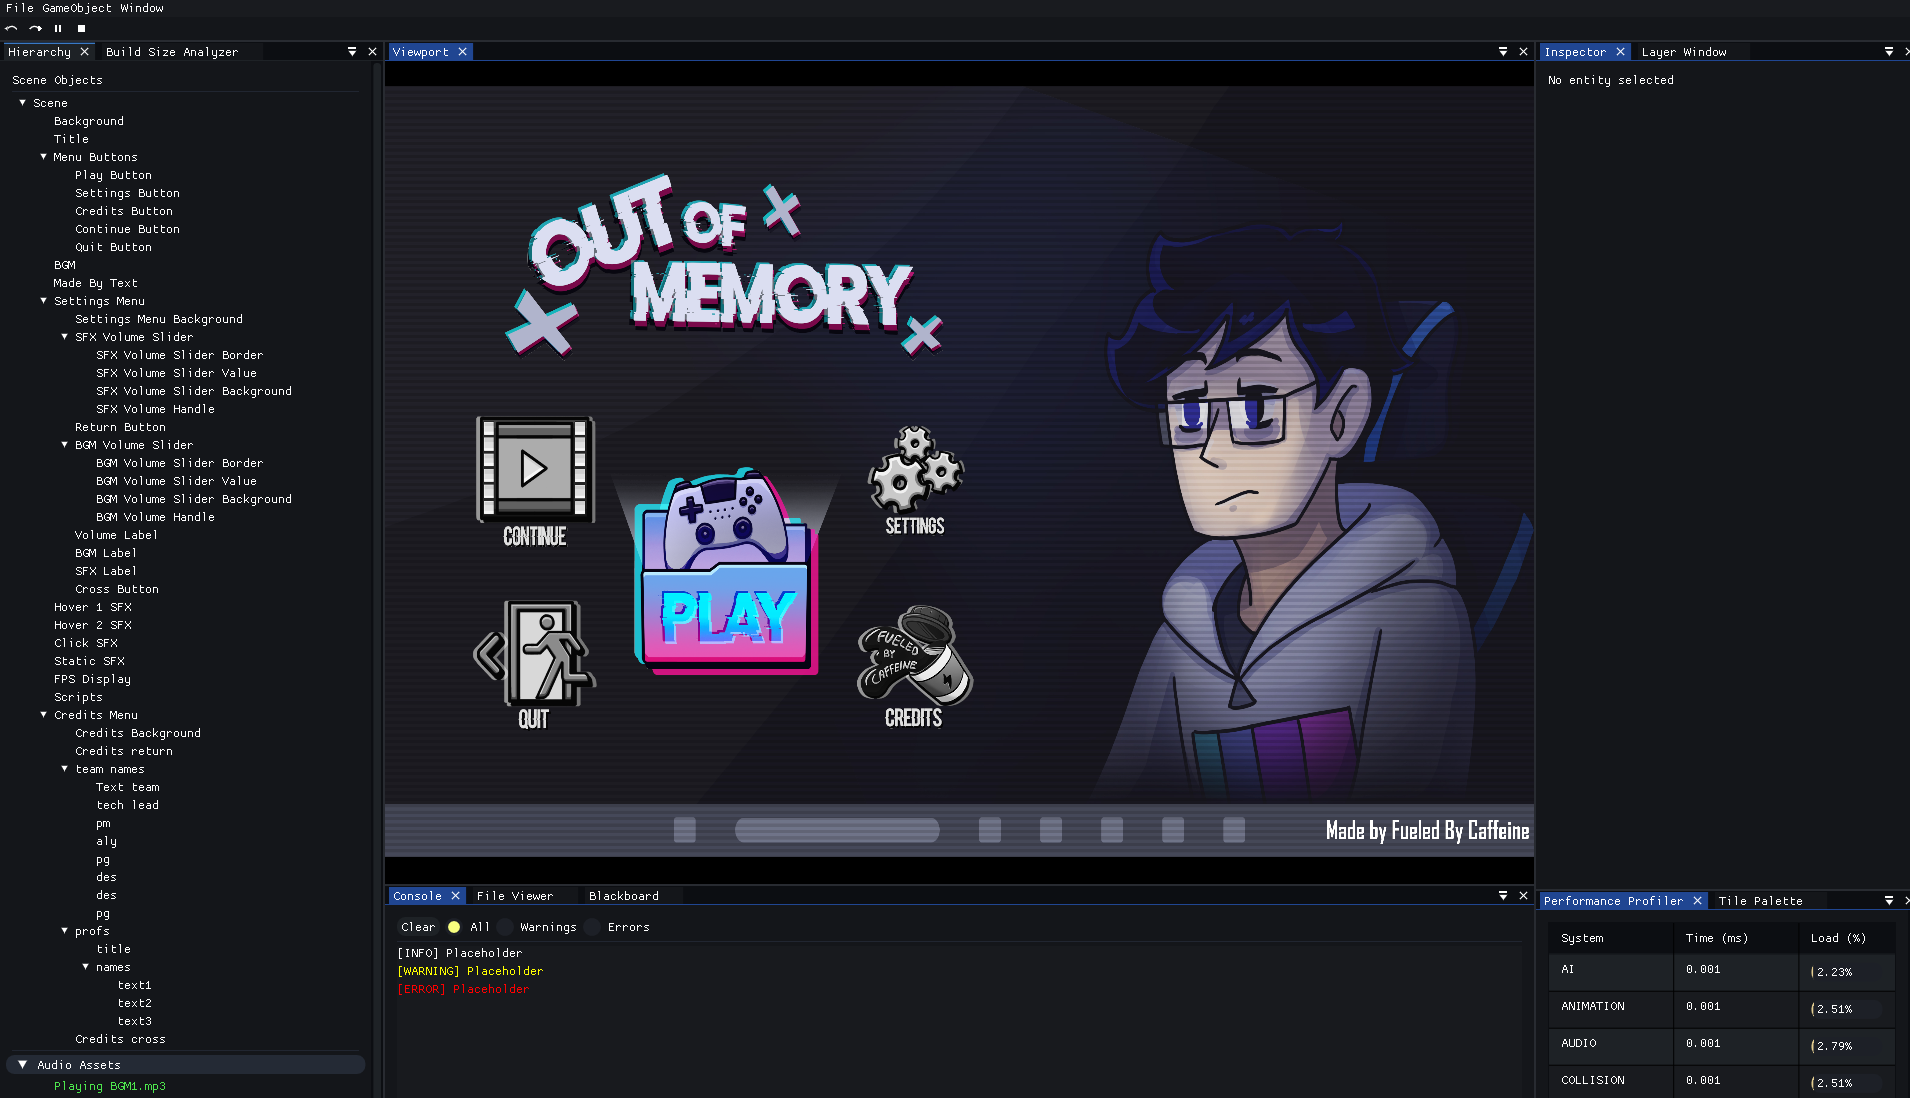 File GameObject Window
Hierarchy
Build Size Analyzer
Scene Objects
Scene
Background
Title
Menu Buttons
Play Button
Settings Button
Credits Button
Continue Button
Quit Button
BGM
Made By Text
Settings Menu
Settings Menu Background
SFX Volume Slider
SFX Volume Slider Border
SFX Volume Slider Value
SFX Volume Slider Background
SFX Volume Handle
Return Button
BGM Volume Slider
BGM Volume Slider Border
BGM Volume Slider Value
BGM Volume Slider Background
BGM Volume Handle
Volume Label
BGM Label
SFX Label
Cross Button
Hover 1 SFX
Hover 2 SFX
Click SFX
Static SFX
FPS Display
Scripts
Credits Menu
Credits Background
Credits return
team names
Text team
tech lead
pm
aly
pg
des
des
pg
profs
title
names
text1
text2
text3
Credits cross
Audio Assets
Playing BGM1.mp3
Viewport
OUT OF
MEMORY
CONTINUE
SETTINGS
PLAY
QUIT
FUELED
BY
CAFFEINE
CREDITS
Made by Fueled By Caffeine
Console
File Viewer
Blackboard
Clear
All
Warnings
Errors
[INFO] Placeholder
[WARNING] Placeholder
[ERROR] Placeholder
Inspector
Layer Window
No entity selected
Performance Profiler
Tile Palette
System Time (ms) Load (%)
AI 0.001 2.23%
ANIMATION 0.001 2.51%
AUDIO 0.001 2.79%
COLLISION 0.001 2.51%